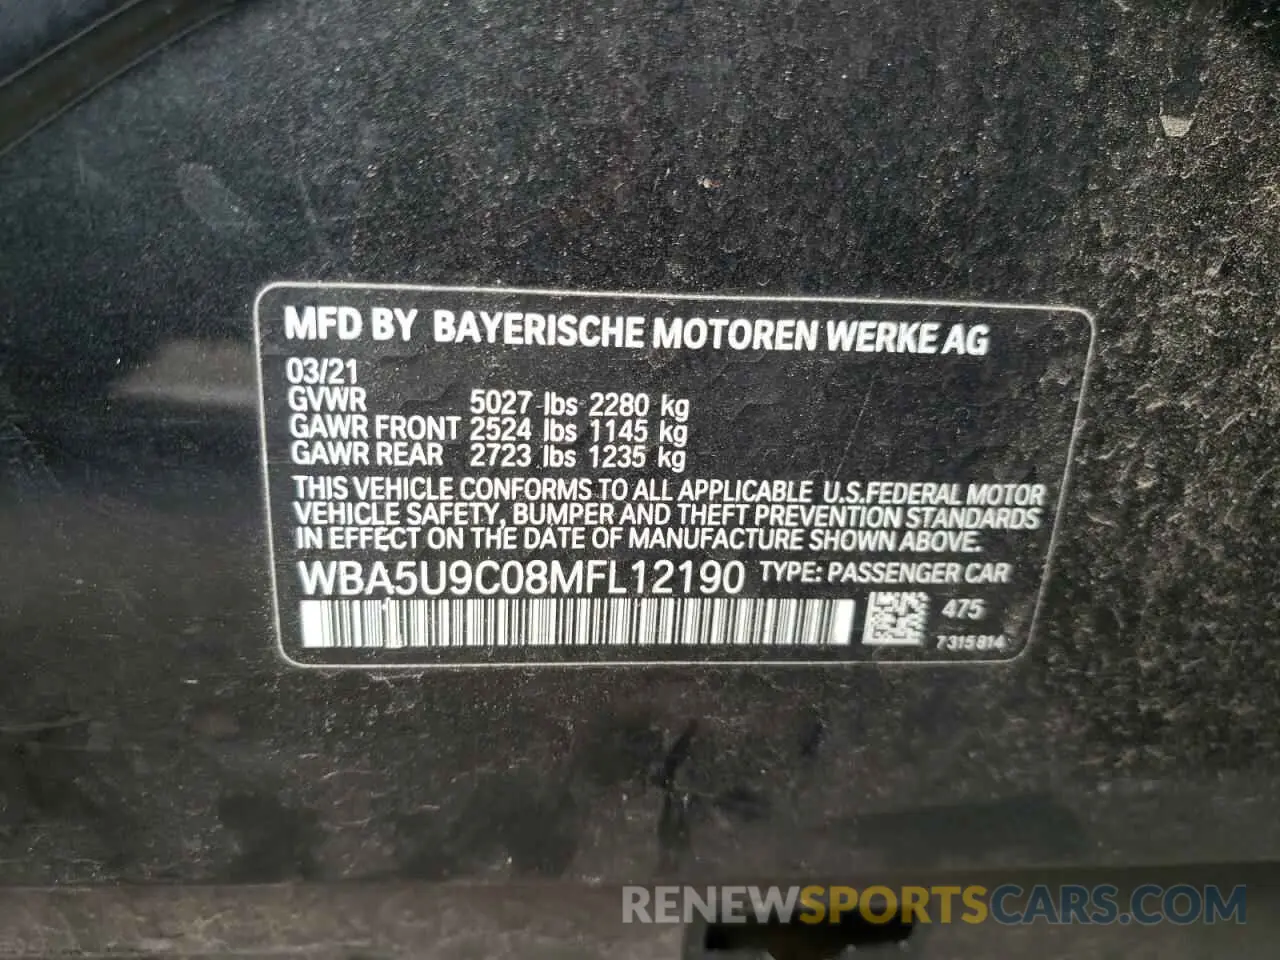 MFD BY BAYERISCHE MOTOREN WERKE AG
03/21
GVWR 5027 lbs 2280 kg
GAWR FRONT 2524 lbs 1145 kg
GAWR REAR 2723 lbs 1235 kg
THIS VEHICLE CONFORMS TO ALL APPLICABLE U.S.FEDERAL MOTOR
VEHICLE SAFETY, BUMPER AND THEFT PREVENTION STANDARDS
IN EFFECT ON THE DATE OF MANUFACTURE SHOWN ABOVE.
WBA5U9C08MFL12190 TYPE: PASSENGER CAR
475
7315814
RENEWSPORTSCARS.COM